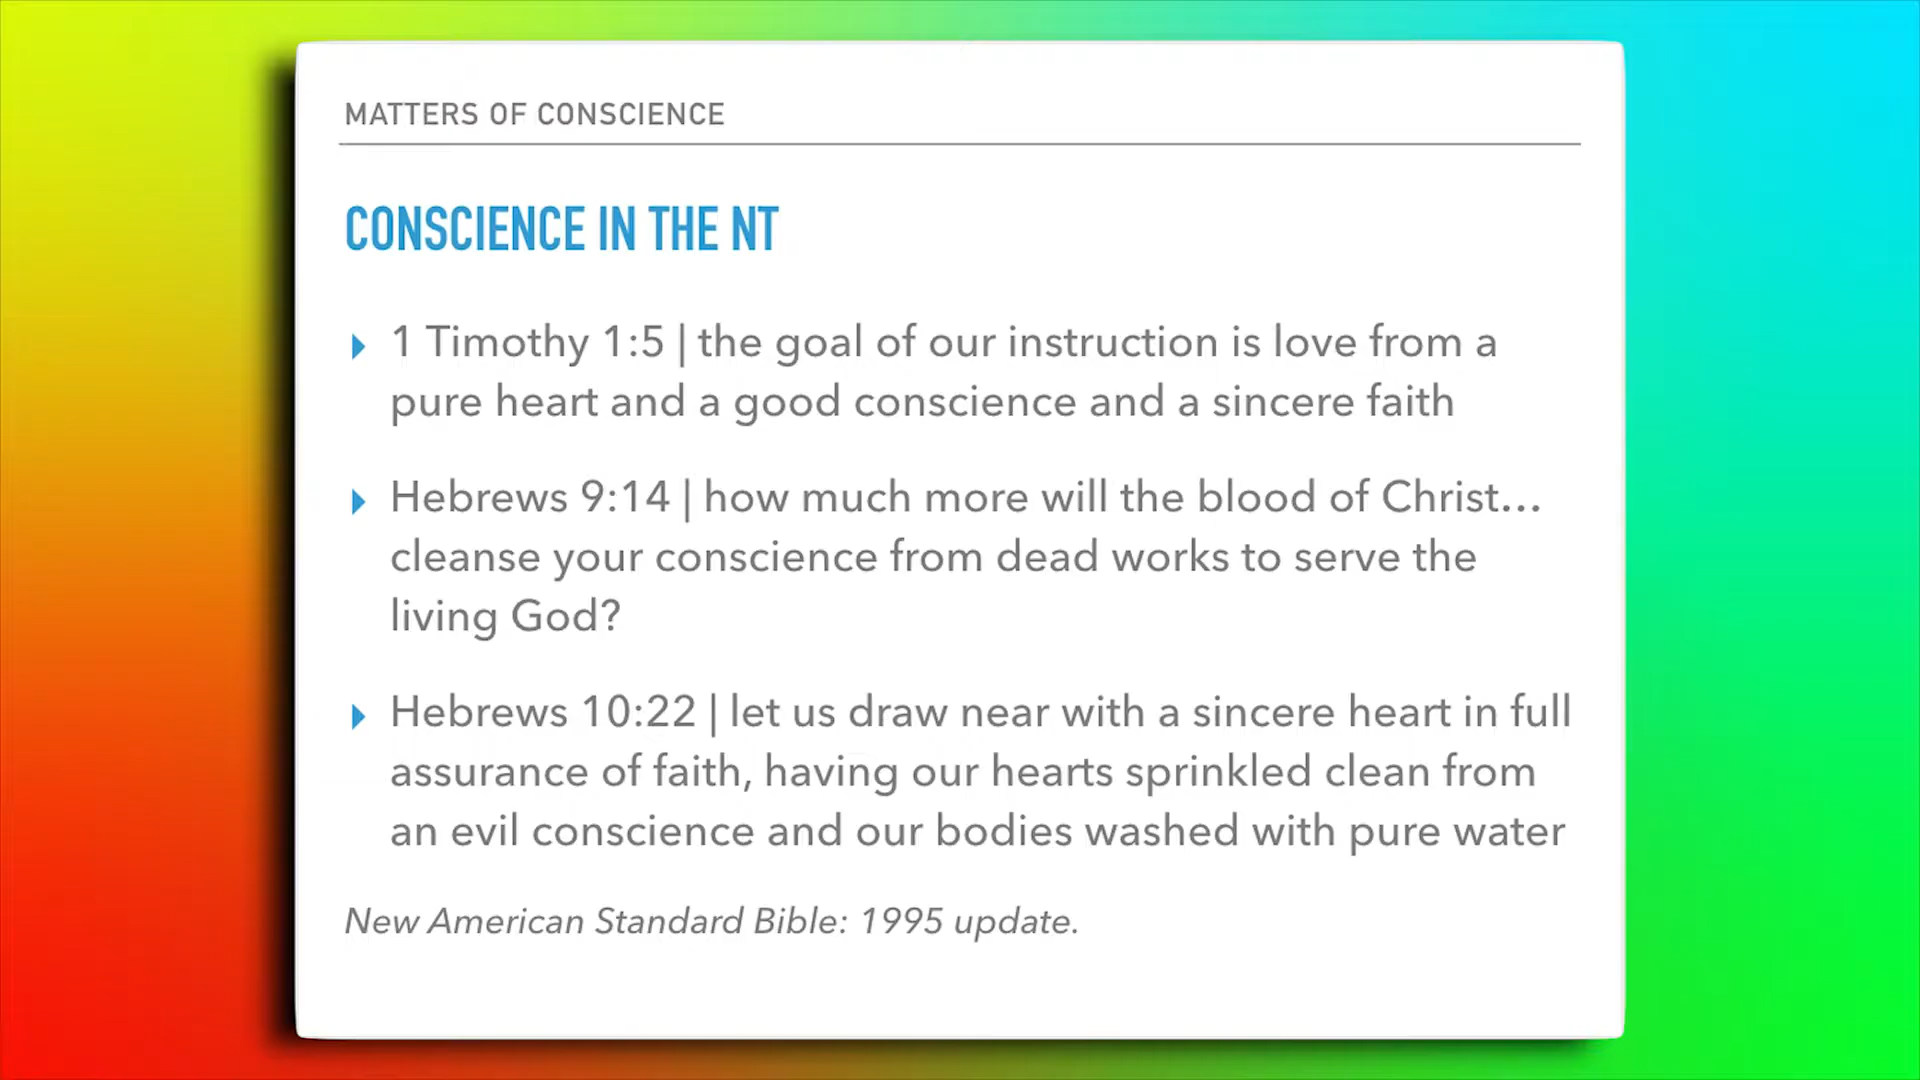 MATTERS OF CONSCIENCE
CONSCIENCE IN THE NT
1 Timothy 1:5 | the goal of our instruction is love from a
pure heart and a good conscience and a sincere faith
Hebrews 9:14 | how much more will the blood of Christ…
cleanse your conscience from dead works to serve the
living God?
Hebrews 10:22 | let us draw near with a sincere heart in full
assurance of faith, having our hearts sprinkled clean from
an evil conscience and our bodies washed with pure water
New American Standard Bible: 1995 update.